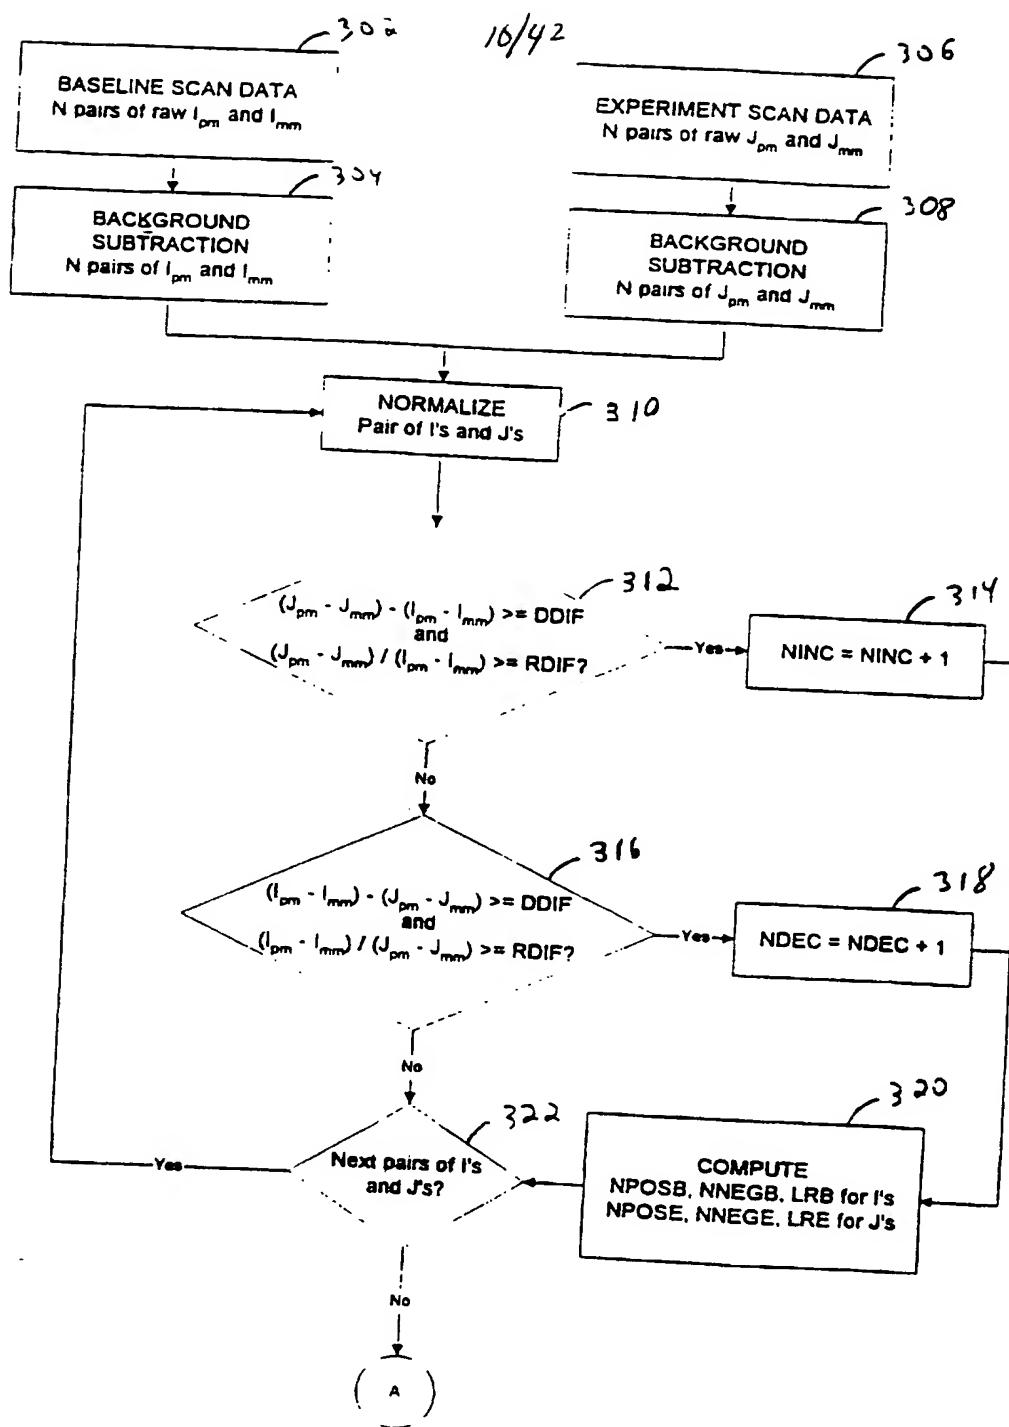 302
10/42
306
BASELINE SCAN DATA
N pairs of raw I_pm and I_mm
EXPERIMENT SCAN DATA
N pairs of raw J_pm and J_mm
304
308
BACKGROUND
SUBTRACTION
N pairs of I_pm and I_mm
BACKGROUND
SUBTRACTION
N pairs of J_pm and J_mm
NORMALIZE
Pair of I's and J's
310
312
(J_pm - J_mm) - (I_pm - I_mm) >= DDIF
and
(J_pm - J_mm) / (I_pm - I_mm) >= RDIF?
Yes
314
NINC = NINC + 1
No
316
(I_pm - I_mm) - (J_pm - J_mm) >= DDIF
and
(I_pm - I_mm) / (J_pm - J_mm) >= RDIF?
Yes
318
NDEC = NDEC + 1
No
322
Next pairs of I's
and J's?
Yes
320
COMPUTE
NPOSB, NNEGB, LRB for I's
NPOSE, NNEGE, LRE for J's
No
A